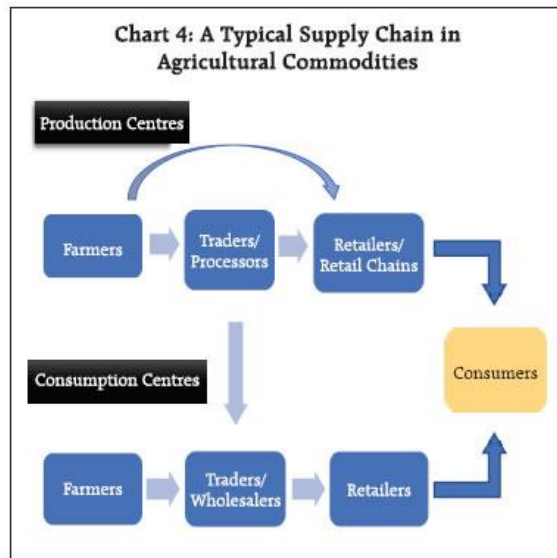 Chart 4: A Typical Supply Chain in
Agricultural Commodities
Production Centres
Farmers
Traders/
Processors
Retailers/
Retail Chains
Consumers
Consumption Centres
Farmers
Traders/
Wholesalers
Retailers